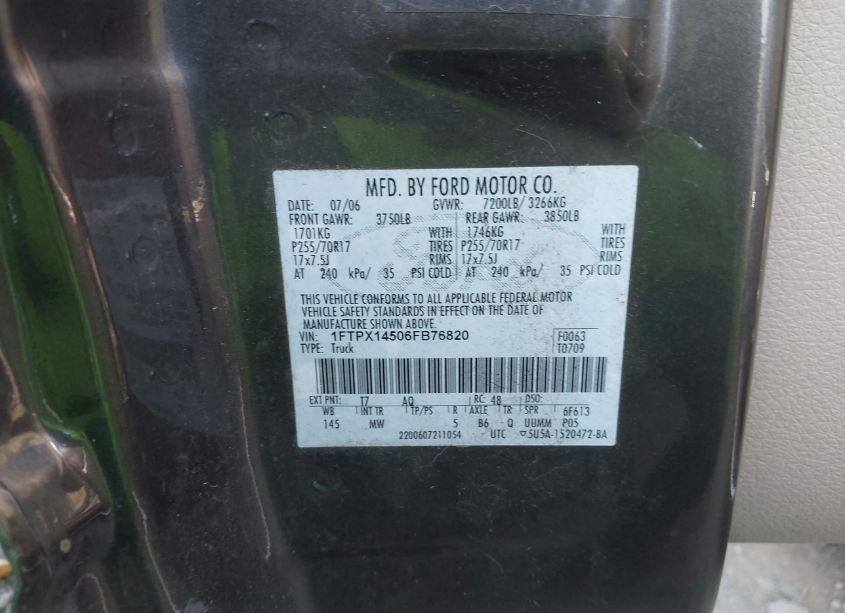 MFD. BY FORD MOTOR CO.
DATE: 07/06 GVWR: 7200LB/ 3266KG
FRONT GAWR: 3750LB REAR GAWR: 3850LB
1701KG WITH 1746KG WITH
P255/70R17 TIRES P255/70R17 TIRES
17x7.5J RIMS 17x7.5J RIMS
AT 240 kPa/ 35 PSI COLD AT 240 kPa/ 35 PSI COLD
THIS VEHICLE CONFORMS TO ALL APPLICABLE FEDERAL MOTOR
VEHICLE SAFETY STANDARDS IN EFFECT ON THE DATE OF
MANUFACTURE SHOWN ABOVE.
VIN: 1FTPX14506FB76820 F0063
TYPE: Truck T0709
EXT PNT: T7 AQ RC: 48 DSO:
WB INT TR TP/PS R AXLE TR SPR 6F613
145 MW 5 B6 Q UUMM P05
2200607211054 UTC ▽5U5A-1520472-BA